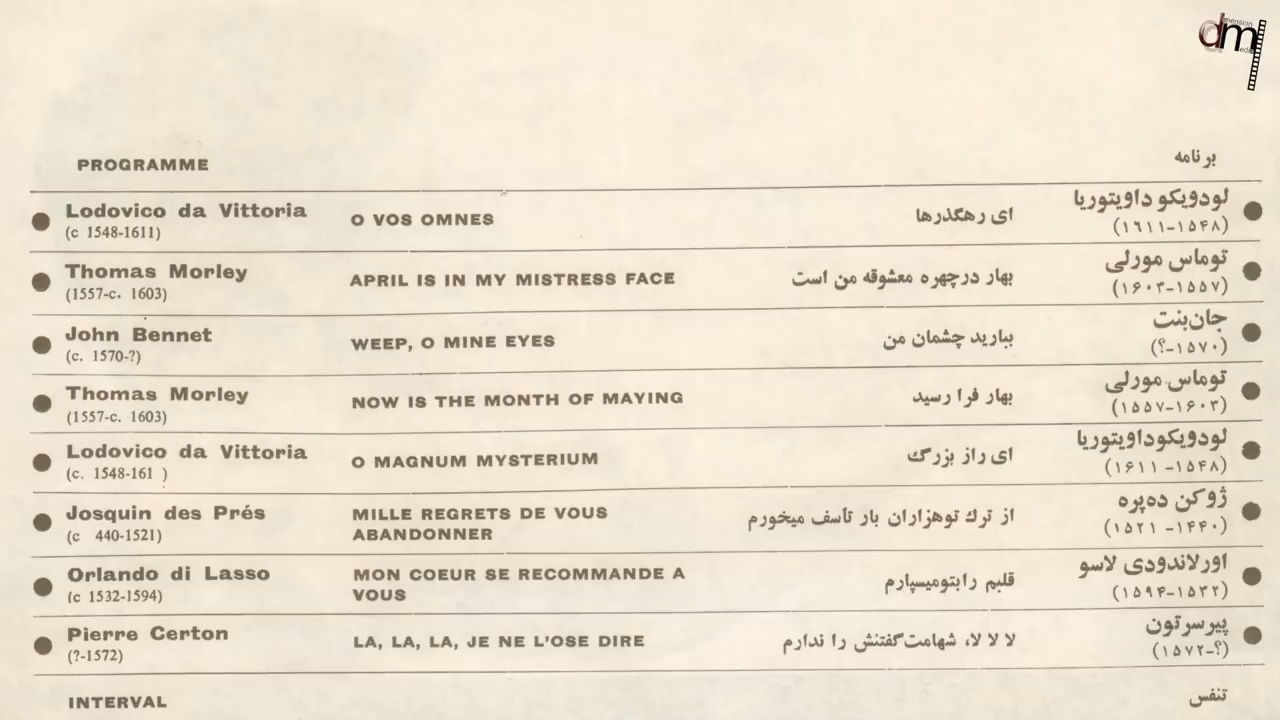 dm
dimension
PROGRAMME برنامه
Lodovico da Vittoria O VOS OMNES ای رهگذرها لودویکو داویتوریا
(c 1548-1611) (۱۵۴۸-۱۶۱۱)
Thomas Morley APRIL IS IN MY MISTRESS FACE بهار درچهره معشوقه من است توماس مورلی
(1557-c. 1603) (۱۵۵۷-۱۶۰۳)
John Bennet WEEP, O MINE EYES ببارید چشمان من جان‌بنت
(c. 1570-?) (۱۵۷۰-؟)
Thomas Morley NOW IS THE MONTH OF MAYING بهار فرا رسید توماس مورلی
(1557-c. 1603) (۱۵۵۷-۱۶۰۳)
Lodovico da Vittoria O MAGNUM MYSTERIUM ای راز بزرگ لودویکوداویتوریا
(c. 1548-161 ) (۱۵۴۸- ۱۶۱۱)
Josquin des Prés MILLE REGRETS DE VOUS از ترك توهزاران بار تأسف میخورم ژوکن ده‌پره
(c 440-1521) ABANDONNER (۱۴۴۰- ۱۵۲۱)
Orlando di Lasso MON COEUR SE RECOMMANDE A قلبم رابتومیسپارم اورلاندودی لاسو
(c 1532-1594) VOUS (۱۵۳۲-۱۵۹۴)
Pierre Certon LA, LA, LA, JE NE L'OSE DIRE لا لا لا، شهامت‌گفتنش را ندارم پیرسرتون
(?-1572) (؟-۱۵۷۲)
INTERVAL تنفس